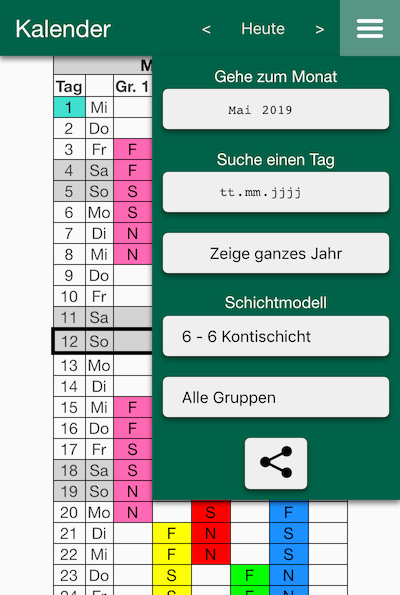 Kalender < Heute >
M
Gehe zum Monat
Tag Gr. 1
Mai 2019
1 Mi
2 Do
3 Fr F
Suche einen Tag
4 Sa F
5 So S
tt.mm.jjjj
6 Mo S
7 Di N
8 Mi N
Zeige ganzes Jahr
9 Do
10 Fr
Schichtmodell
11 Sa
12 So
6 - 6 Kontischicht
13 Mo
14 Di
Alle Gruppen
15 Mi F
16 Do F
17 Fr S
18 Sa S
19 So N
20 Mo N S F
21 Di F N S
22 Mi F N S
23 Do S F N
24 Fr S F N